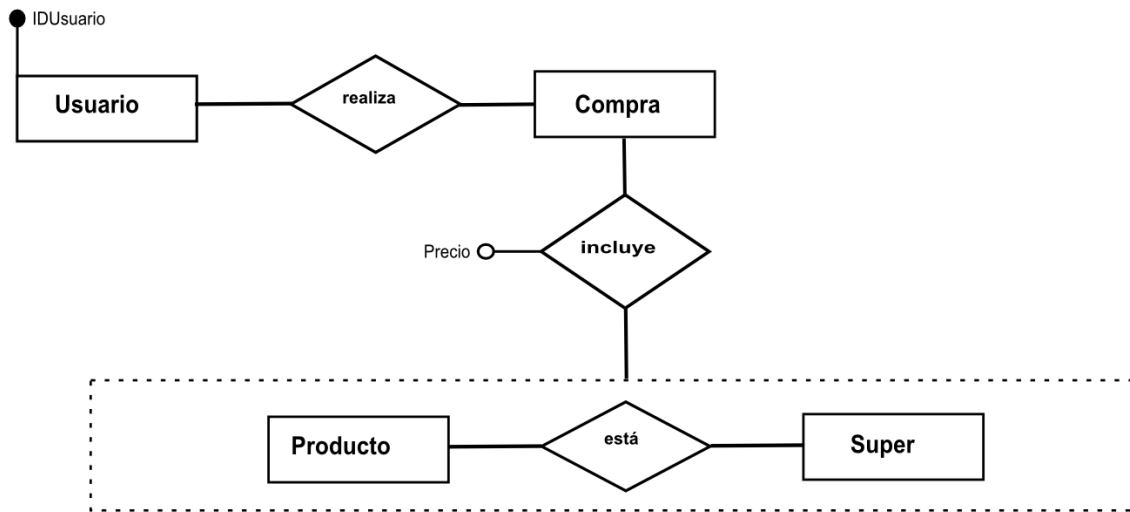 IDUsuario
Usuario
realiza
Compra
Precio
incluye
Producto
está
Super